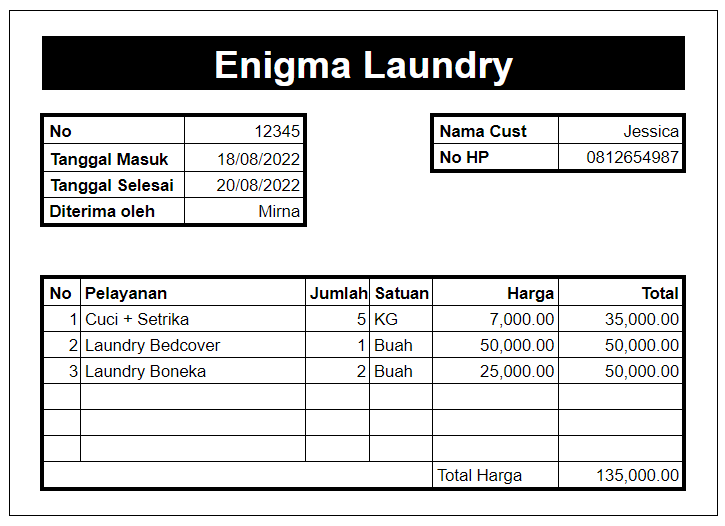 Enigma Laundry
No 12345
Tanggal Masuk 18/08/2022
Tanggal Selesai 20/08/2022
Diterima oleh Mirna
Nama Cust Jessica
No HP 0812654987
No Pelayanan Jumlah Satuan Harga Total
1 Cuci + Setrika 5 KG 7,000.00 35,000.00
2 Laundry Bedcover 1 Buah 50,000.00 50,000.00
3 Laundry Boneka 2 Buah 25,000.00 50,000.00
Total Harga 135,000.00